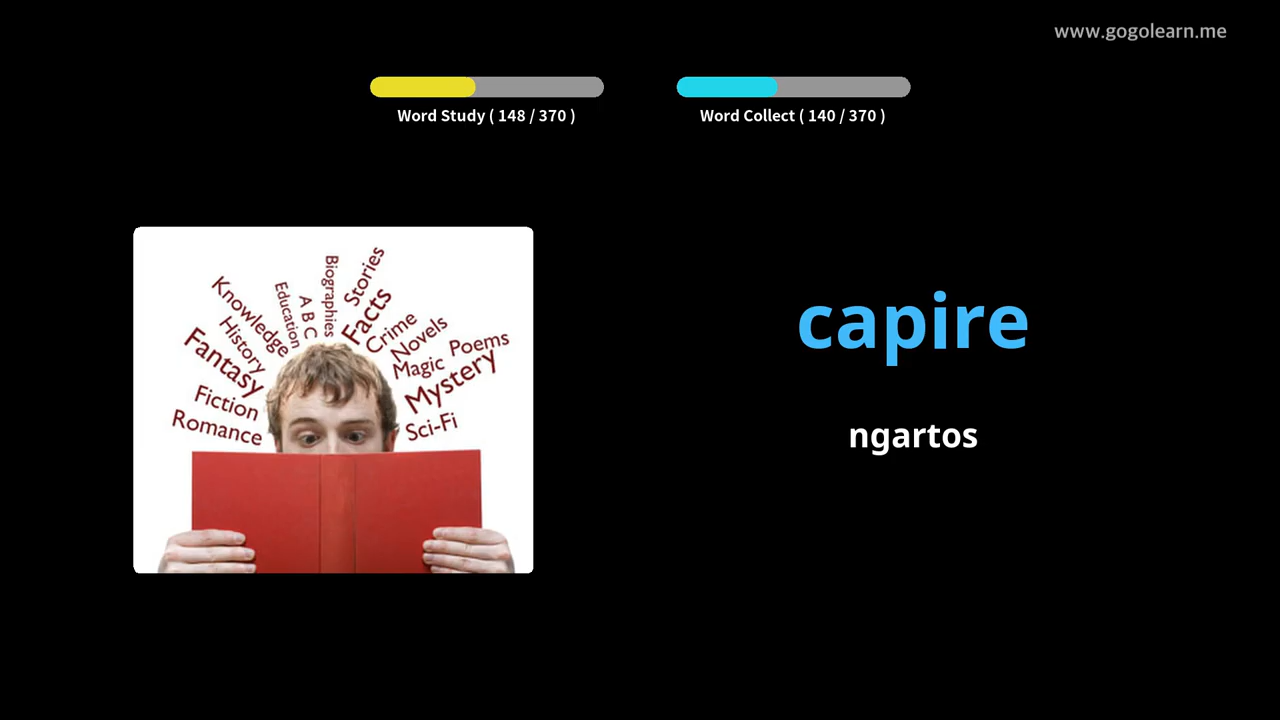 www.gogolearn.me
Word Study ( 148 / 370 )
Word Collect ( 140 / 370 )
Knowledge
Education
A B C
Biographies
Stories
Facts
Crime
Novels
Poems
Magic
Mystery
Sci-Fi
History
Fantasy
Fiction
Romance
capire
ngartos